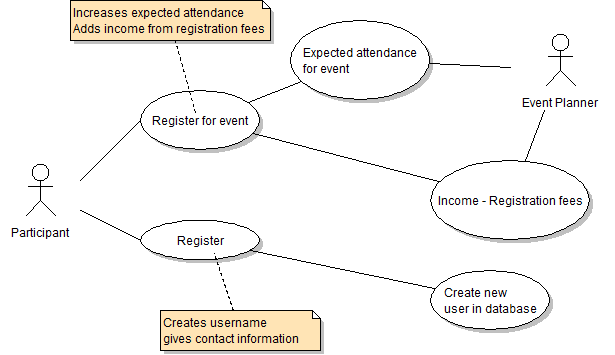 Increases expected attendance
Adds income from registration fees
Expected attendance
for event
Event Planner
Register for event
Income - Registration fees
Participant
Register
Create new
user in database
Creates username
gives contact information